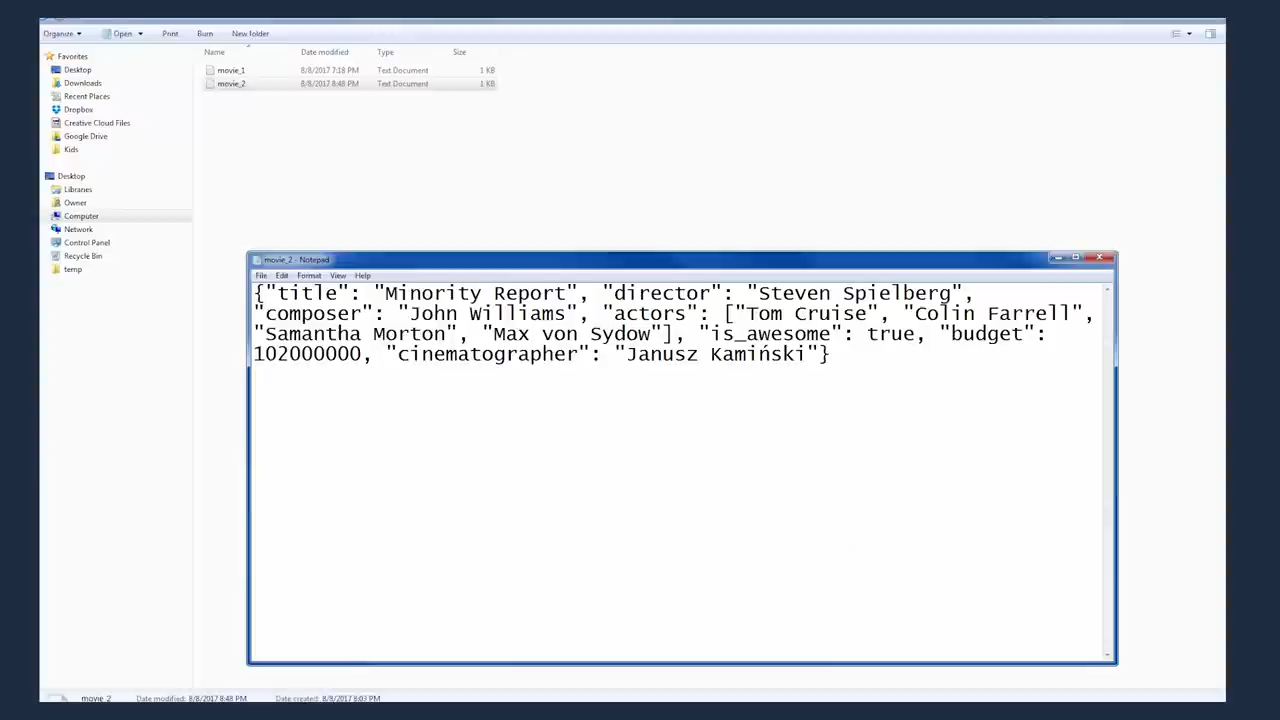 Organize Open Print Burn New folder
Name Date modified Type Size
Favorites
Desktop
Downloads
Recent Places
Dropbox
Creative Cloud Files
Google Drive
Kids
Desktop
Libraries
Owner
Computer
Network
Control Panel
Recycle Bin
temp
movie_1 8/8/2017 7:18 PM Text Document 1 KB
movie_2 8/8/2017 8:48 PM Text Document 1 KB
movie_2 - Notepad
File Edit Format View Help
{"title": "Minority Report", "director": "Steven Spielberg",
"composer": "John Williams", "actors": ["Tom Cruise", "Colin Farrell",
"Samantha Morton", "Max von Sydow"], "is_awesome": true, "budget":
102000000, "cinematographer": "Janusz Kamiński"}
movie_2 Date modified: 8/8/2017 8:48 PM Date created: 8/8/2017 8:03 PM